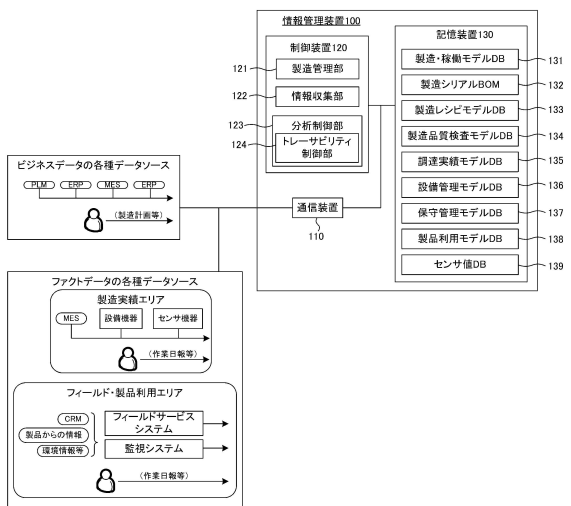 情報管理装置100
制御装置120
121
製造管理部
122
情報収集部
123
分析制御部
124
トレーサビリティ
制御部
通信装置
110
記憶装置130
製造・稼働モデルDB
131
製造シリアルBOM
132
製造レシピモデルDB
133
製造品質検査モデルDB
134
調達実績モデルDB
135
設備管理モデルDB
136
保守管理モデルDB
137
製品利用モデルDB
138
センサ値DB
139
ビジネスデータの各種データソース
PLM ERP MES ERP
(製造計画等)
ファクトデータの各種データソース
製造実績エリア
MES 設備機器 センサ機器
(作業日報等)
フィールド・製品利用エリア
CRM
製品からの情報
環境情報等
フィールドサービス
システム
監視システム
(作業日報等)